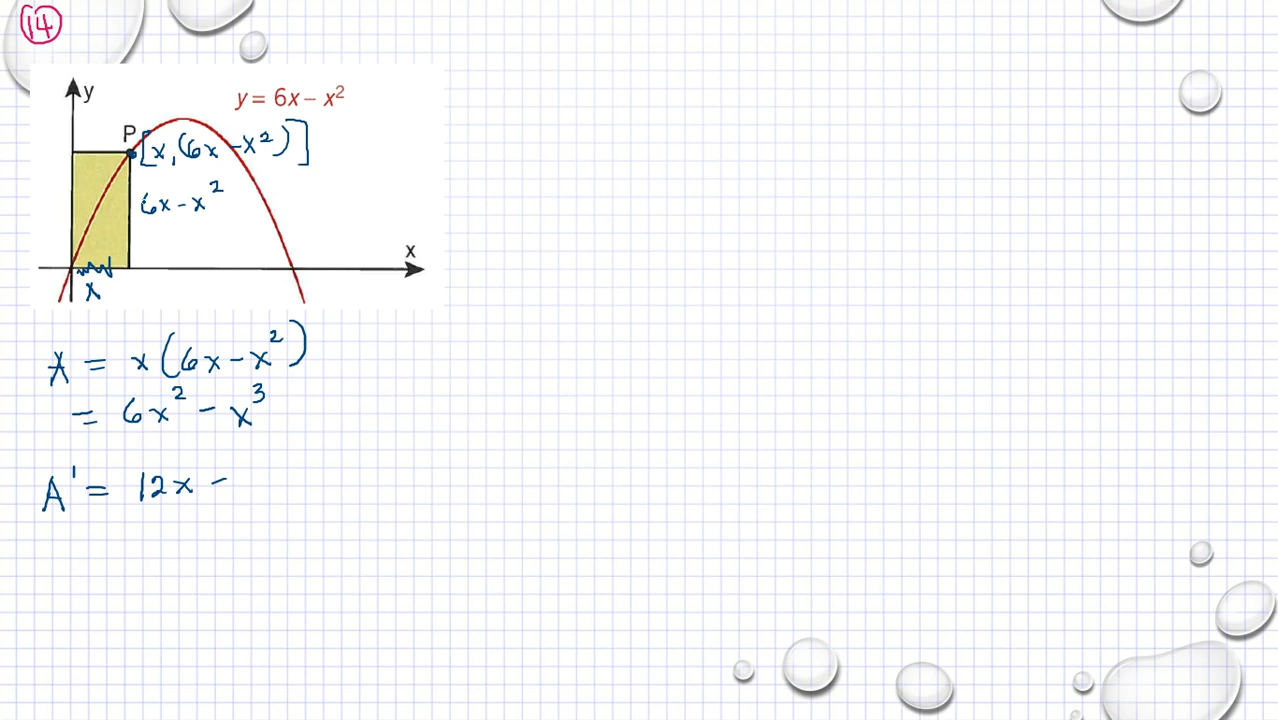 14
y
y = 6x – x²
P
[x, (6x – x²)]
6x – x²
x
x
A = x(6x – x²)
= 6x² – x³
A' = 12x –